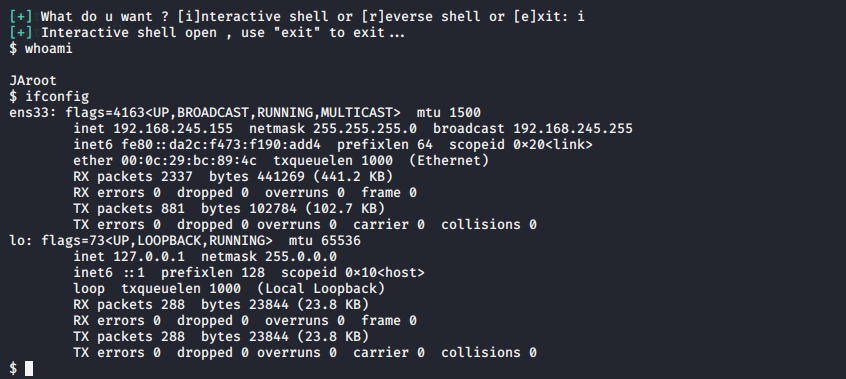 [+] What do u want ? [i]nteractive shell or [r]everse shell or [e]xit: i
[+] Interactive shell open , use "exit" to exit...
$ whoami
JAroot
$ ifconfig
ens33: flags=4163<UP,BROADCAST,RUNNING,MULTICAST>  mtu 1500
        inet 192.168.245.155  netmask 255.255.255.0  broadcast 192.168.245.255
        inet6 fe80::da2c:f473:f190:add4  prefixlen 64  scopeid 0×20<link>
        ether 00:0c:29:bc:89:4c  txqueuelen 1000  (Ethernet)
        RX packets 2337  bytes 441269 (441.2 KB)
        RX errors 0  dropped 0  overruns 0  frame 0
        TX packets 881  bytes 102784 (102.7 KB)
        TX errors 0  dropped 0 overruns 0  carrier 0  collisions 0
lo: flags=73<UP,LOOPBACK,RUNNING>  mtu 65536
        inet 127.0.0.1  netmask 255.0.0.0
        inet6 ::1  prefixlen 128  scopeid 0×10<host>
        loop  txqueuelen 1000  (Local Loopback)
        RX packets 288  bytes 23844 (23.8 KB)
        RX errors 0  dropped 0  overruns 0  frame 0
        TX packets 288  bytes 23844 (23.8 KB)
        TX errors 0  dropped 0 overruns 0  carrier 0  collisions 0
$